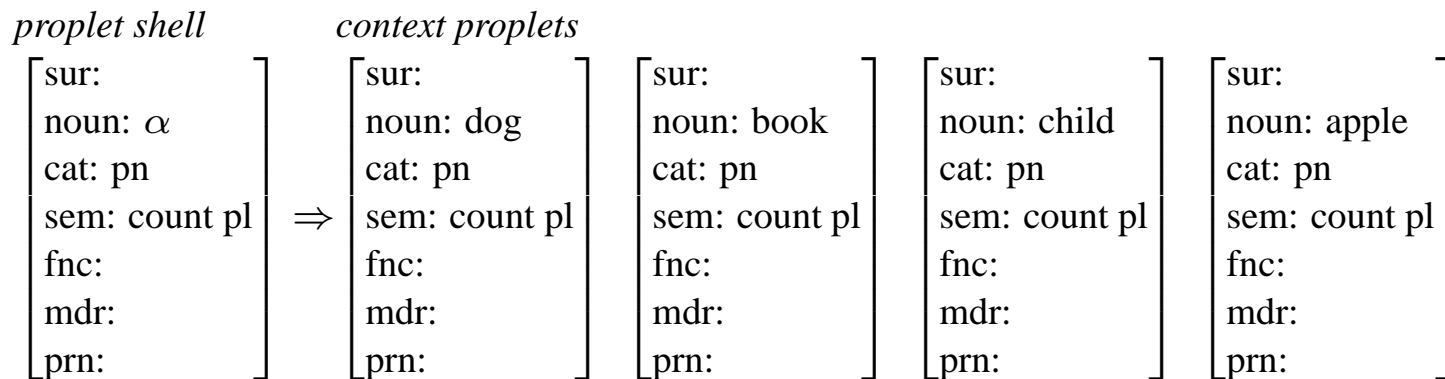 proplet shell context proplets
sur: sur: sur: sur: sur:
noun: α noun: dog noun: book noun: child noun: apple
cat: pn cat: pn cat: pn cat: pn cat: pn
sem: count pl ⇒ sem: count pl sem: count pl sem: count pl sem: count pl
fnc: fnc: fnc: fnc: fnc:
mdr: mdr: mdr: mdr: mdr:
prn: prn: prn: prn: prn: